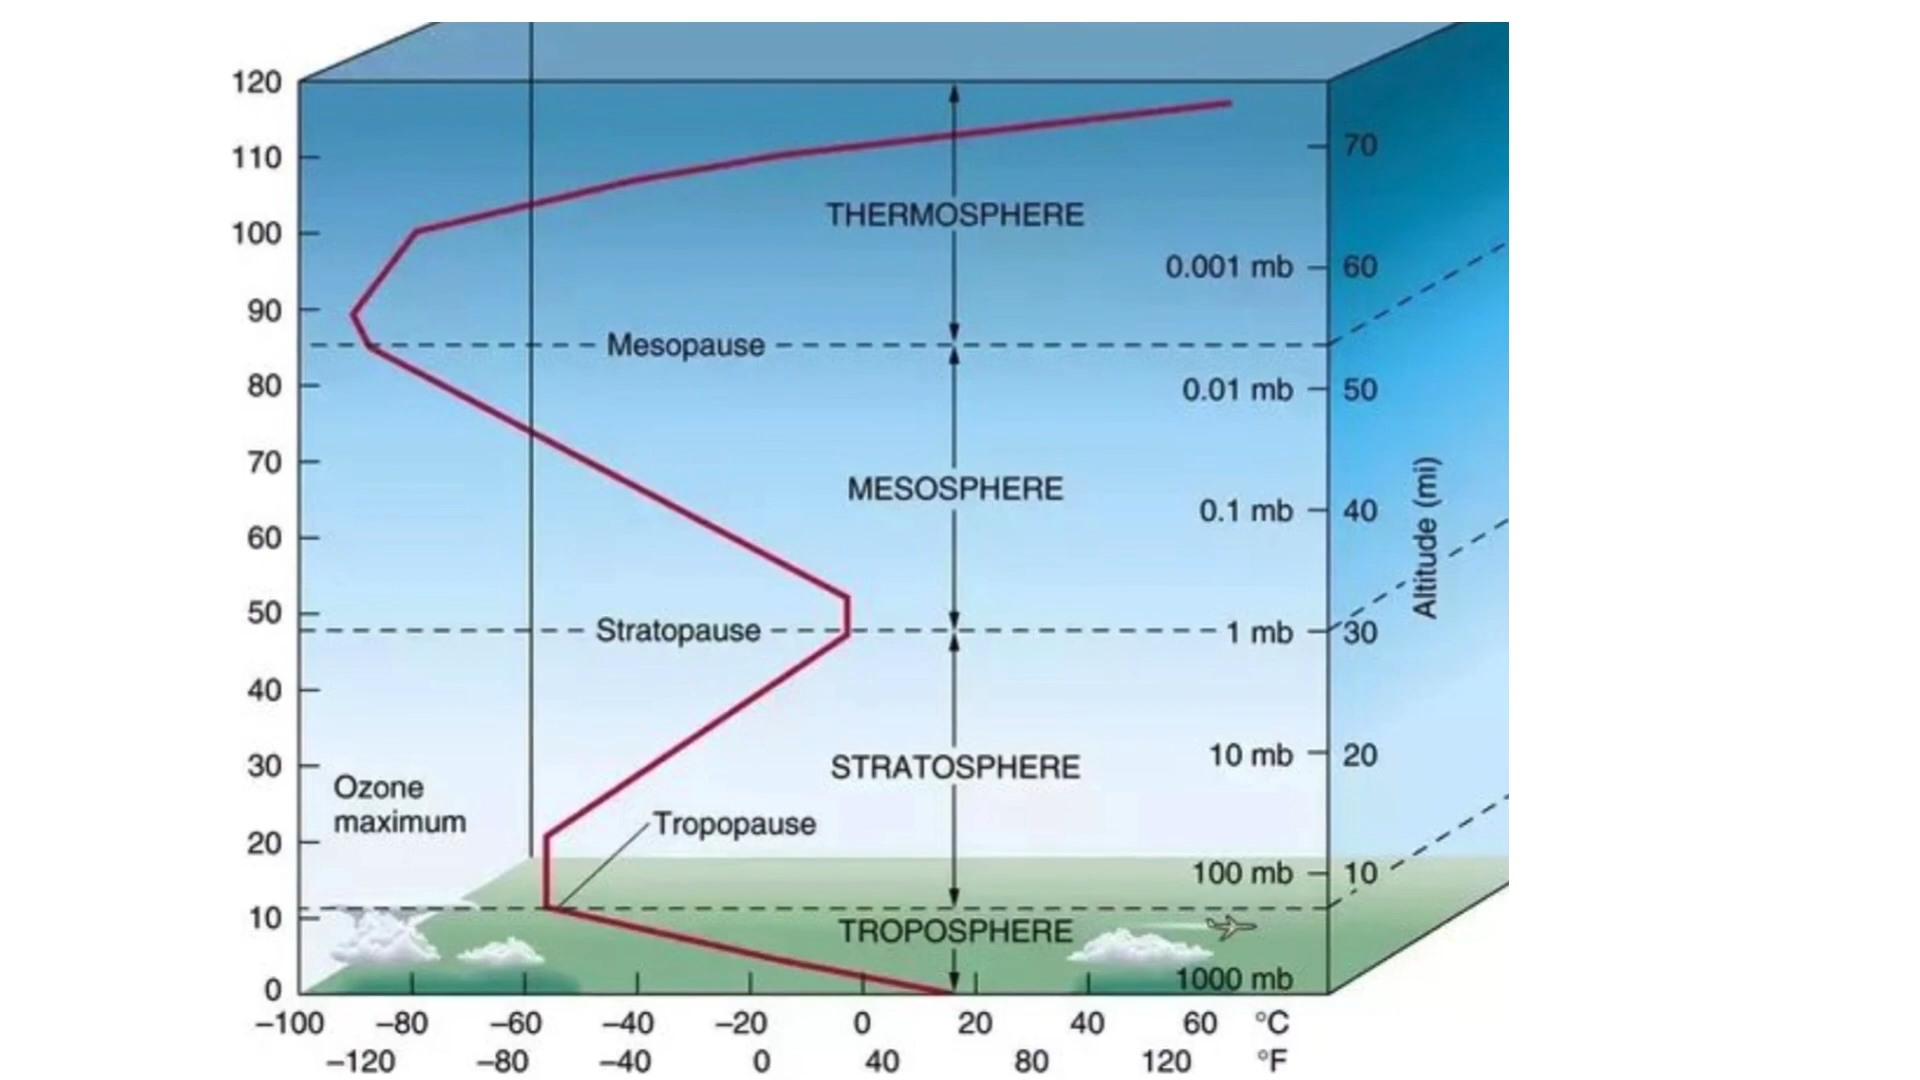 120
110
70
THERMOSPHERE
100
0.001 mb
60
90
Mesopause
80
0.01 mb
50
70
MESOSPHERE
0.1 mb
40
Altitude (mi)
60
50
Stratopause
1 mb
30
40
30
STRATOSPHERE
10 mb
20
Ozone
maximum
Tropopause
20
100 mb
10
10
TROPOSPHERE
1000 mb
0
–100 –80 –60 –40 –20 0 20 40 60 °C
–120 –80 –40 0 40 80 120 °F